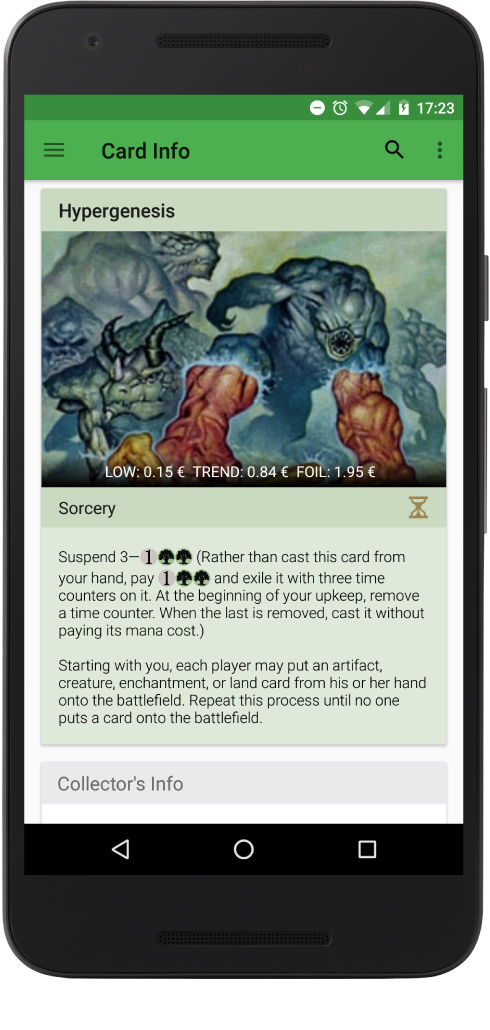 17:23
Card Info
Hypergenesis
LOW: 0.15 € TREND: 0.84 € FOIL: 1.95 €
Sorcery
Suspend 3—1 (Rather than cast this card from
your hand, pay 1 and exile it with three time
counters on it. At the beginning of your upkeep, remove
a time counter. When the last is removed, cast it without
paying its mana cost.)
Starting with you, each player may put an artifact,
creature, enchantment, or land card from his or her hand
onto the battlefield. Repeat this process until no one
puts a card onto the battlefield.
Collector's Info